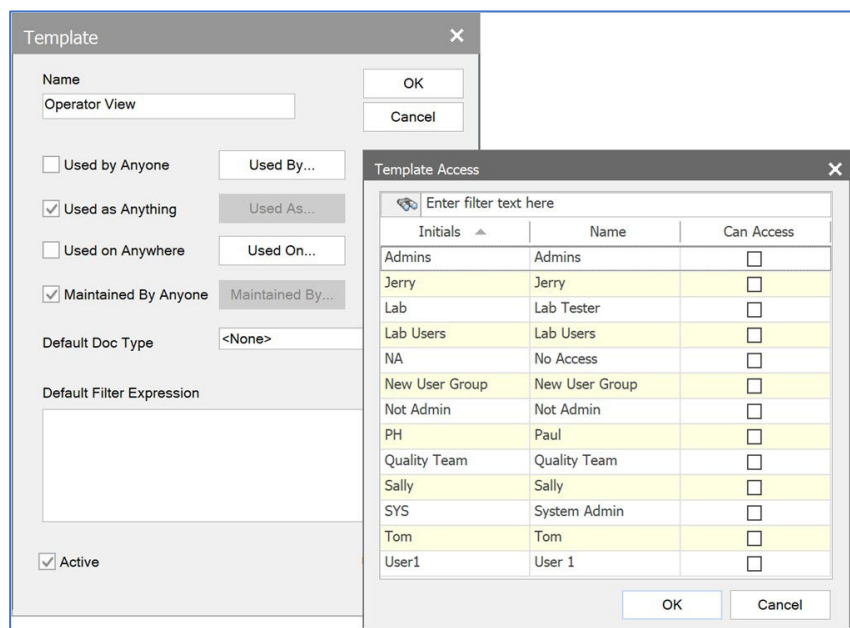 Template
Name
OK
Operator View
Cancel
Used by Anyone
Used By...
Used as Anything
Used As...
Used on Anywhere
Used On...
Maintained By Anyone
Maintained By...
Default Doc Type
<None>
Default Filter Expression
Active
Template Access
Enter filter text here
Initials Name Can Access
Admins Admins
Jerry Jerry
Lab Lab Tester
Lab Users Lab Users
NA No Access
New User Group New User Group
Not Admin Not Admin
PH Paul
Quality Team Quality Team
Sally Sally
SYS System Admin
Tom Tom
User1 User 1
OK Cancel